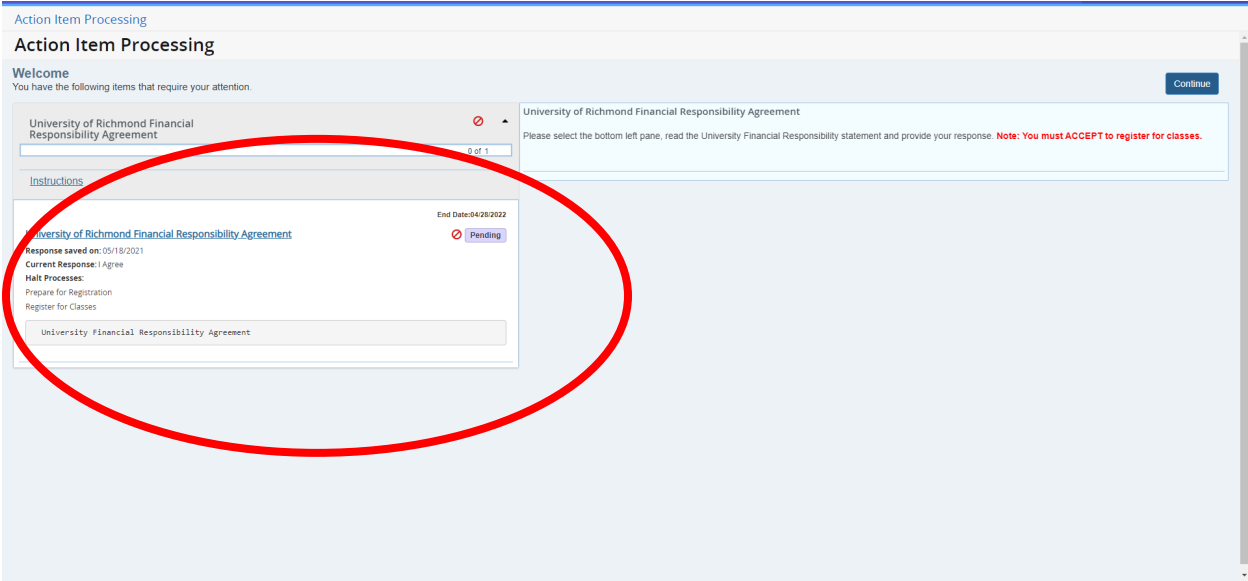 Action Item Processing
Action Item Processing
Welcome
You have the following items that require your attention.
Continue
University of Richmond Financial
Responsibility Agreement
0 of 1
Instructions
End Date:04/28/2022
University of Richmond Financial Responsibility Agreement
Pending
Response saved on: 05/18/2021
Current Response: I Agree
Halt Processes:
Prepare for Registration
Register for Classes
University Financial Responsibility Agreement
University of Richmond Financial Responsibility Agreement
Please select the bottom left pane, read the University Financial Responsibility statement and provide your response. Note: You must ACCEPT to register for classes.